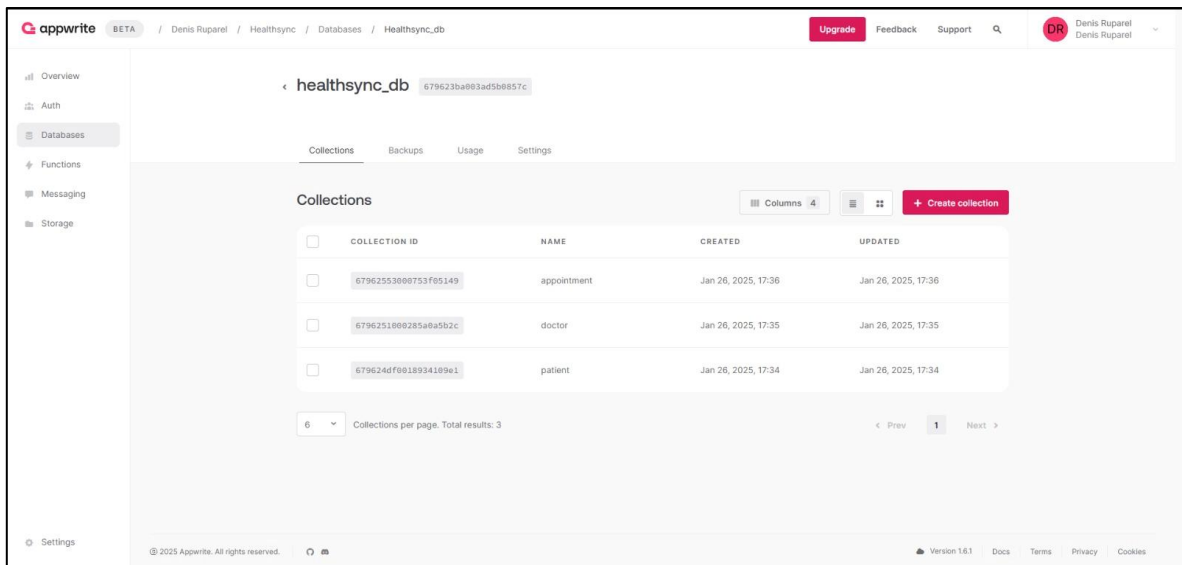 appwrite BETA / Denis Ruparel / Healthsync / Databases / Healthsync_db Upgrade Feedback Support DR Denis Ruparel
Denis Ruparel
Overview
Auth
Databases
Functions
Messaging
Storage
Settings
healthsync_db 679623ba003ad5b0857c
Collections Backups Usage Settings
Collections Columns 4 + Create collection
COLLECTION ID NAME CREATED UPDATED
67962553000753f05149 appointment Jan 26, 2025, 17:36 Jan 26, 2025, 17:36
6796251000285a0a5b2c doctor Jan 26, 2025, 17:35 Jan 26, 2025, 17:35
679624df0018934109e1 patient Jan 26, 2025, 17:34 Jan 26, 2025, 17:34
6 Collections per page. Total results: 3 < Prev 1 Next >
© 2025 Appwrite. All rights reserved. Version 1.6.1 Docs Terms Privacy Cookies